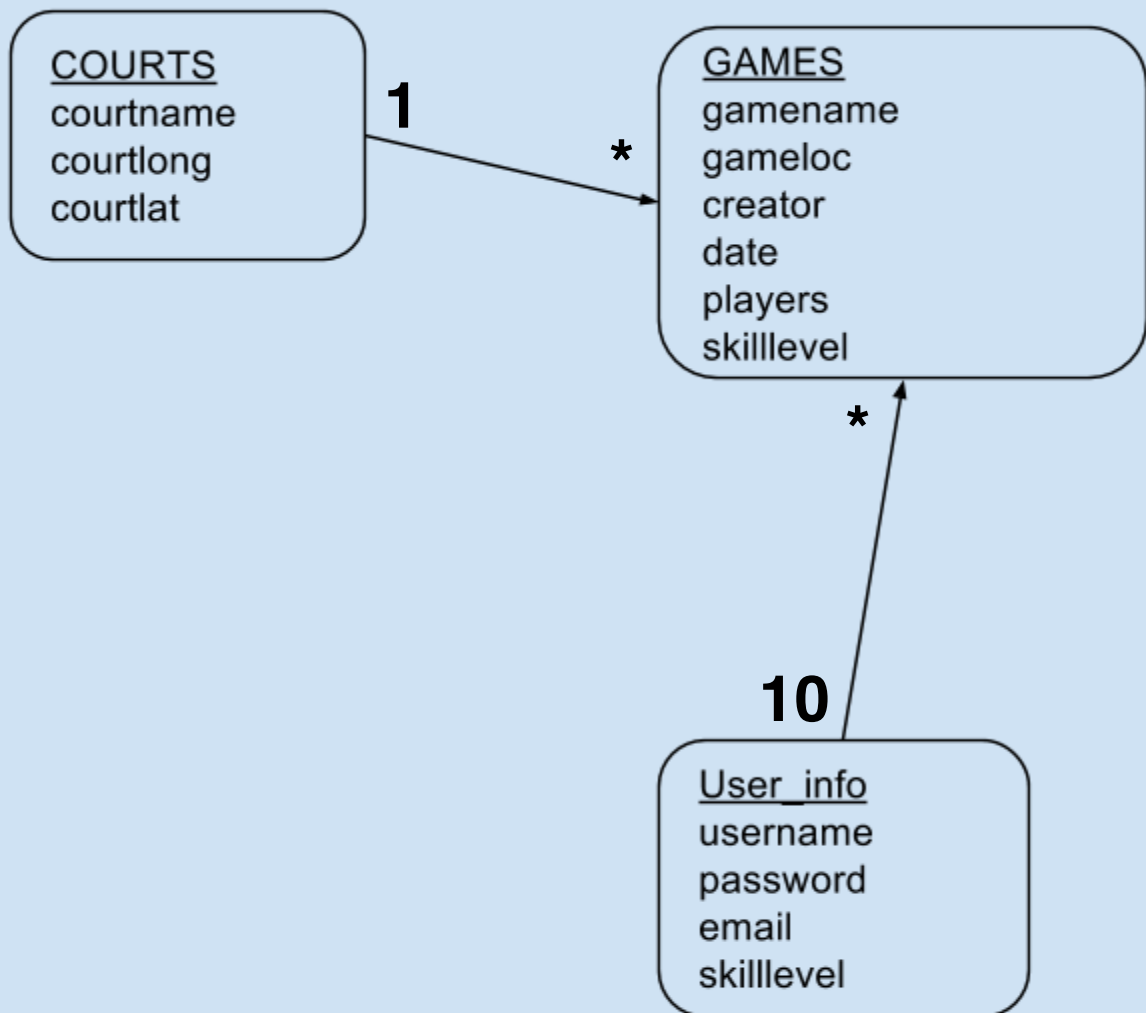 COURTS
courtname
courtlong
courtlat
1
*
GAMES
gamename
gameloc
creator
date
players
skilllevel
*
10
User_info
username
password
email
skilllevel